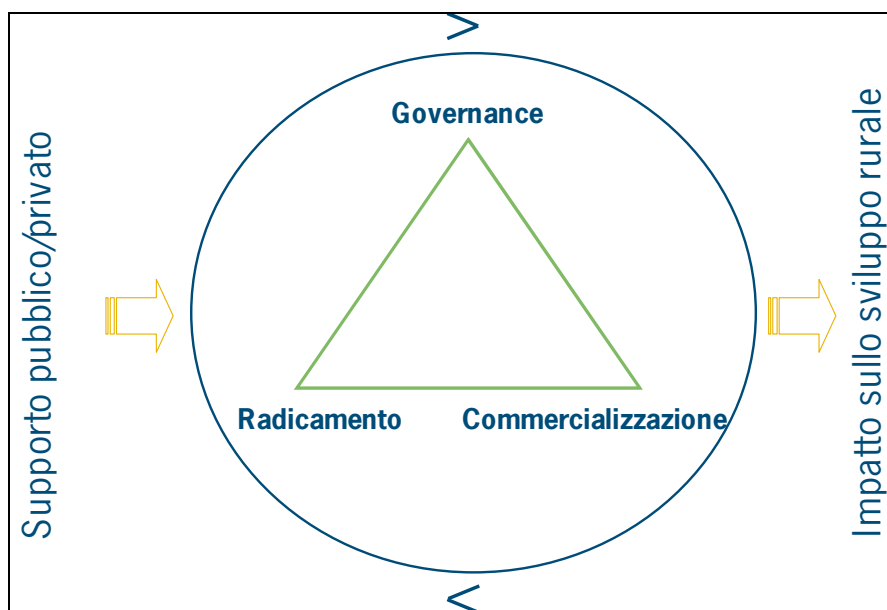 Supporto pubblico/privato
Governance
Radicamento
Commercializzazione
Impatto sullo sviluppo rurale